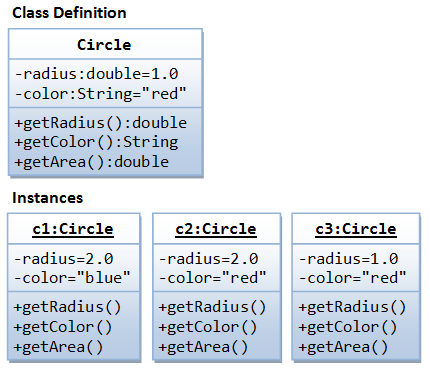 Class Definition
Circle
-radius:double=1.0
-color:String="red"
+getRadius():double
+getColor():String
+getArea():double
Instances
c1:Circle
-radius=2.0
-color="blue"
+getRadius()
+getColor()
+getArea()
c2:Circle
-radius=2.0
-color="red"
+getRadius()
+getColor()
+getArea()
c3:Circle
-radius=1.0
-color="red"
+getRadius()
+getColor()
+getArea()